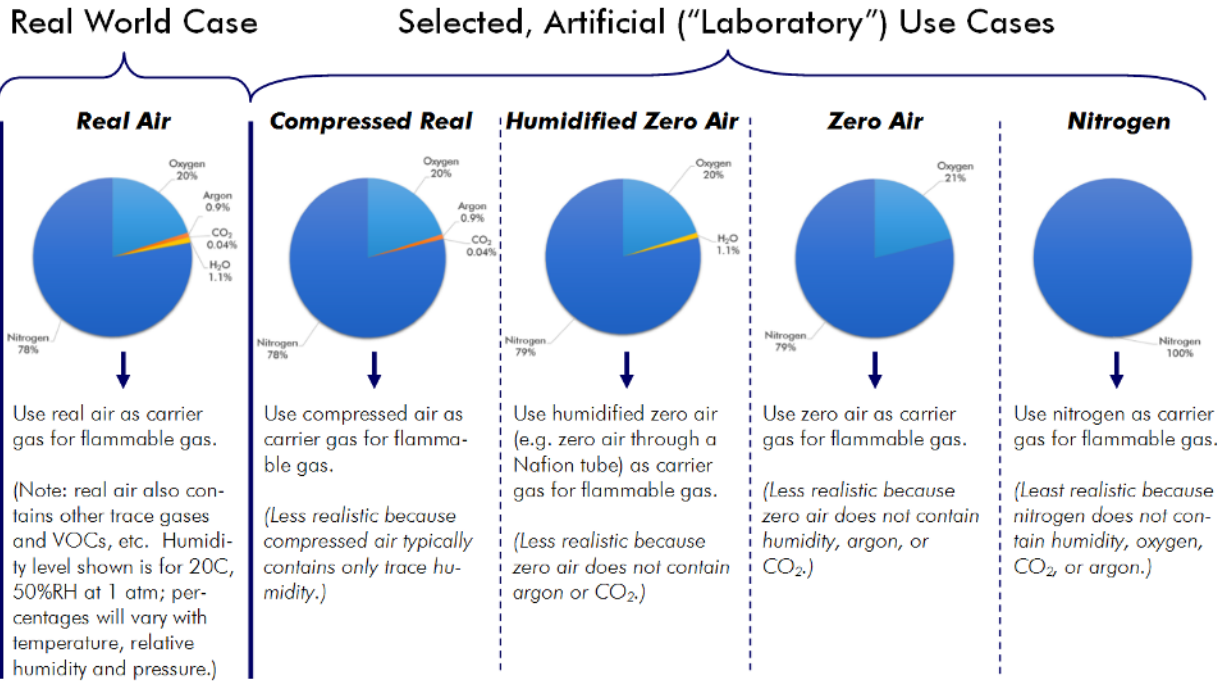 Real World Case
Selected, Artificial (“Laboratory”) Use Cases
Real Air
Oxygen
20%
Argon
0.9%
CO₂
0.04%
H₂O
1.1%
Nitrogen
78%
Use real air as carrier
gas for flammable gas.
(Note: real air also con-
tains other trace gases
and VOCs, etc.  Humidi-
ty level shown is for 20C,
50%RH at 1 atm; per-
centages will vary with
temperature, relative
humidity and pressure.)
Compressed Real
Oxygen
20%
Argon
0.9%
CO₂
0.04%
Nitrogen
78%
Use compressed air as
carrier gas for flamma-
ble gas.
(Less realistic because
compressed air typically
contains only trace hu-
midity.)
Humidified Zero Air
Oxygen
20%
H₂O
1.1%
Nitrogen
79%
Use humidified zero air
(e.g. zero air through a
Nafion tube) as carrier
gas for flammable gas.
(Less realistic because
zero air does not contain
argon or CO₂.)
Zero Air
Oxygen
21%
Nitrogen
79%
Use zero air as carrier
gas for flammable gas.
(Less realistic because
zero air does not contain
humidity, argon, or
CO₂.)
Nitrogen
Nitrogen
100%
Use nitrogen as carrier
gas for flammable gas.
(Least realistic because
nitrogen does not con-
tain humidity, oxygen,
CO₂, or argon.)